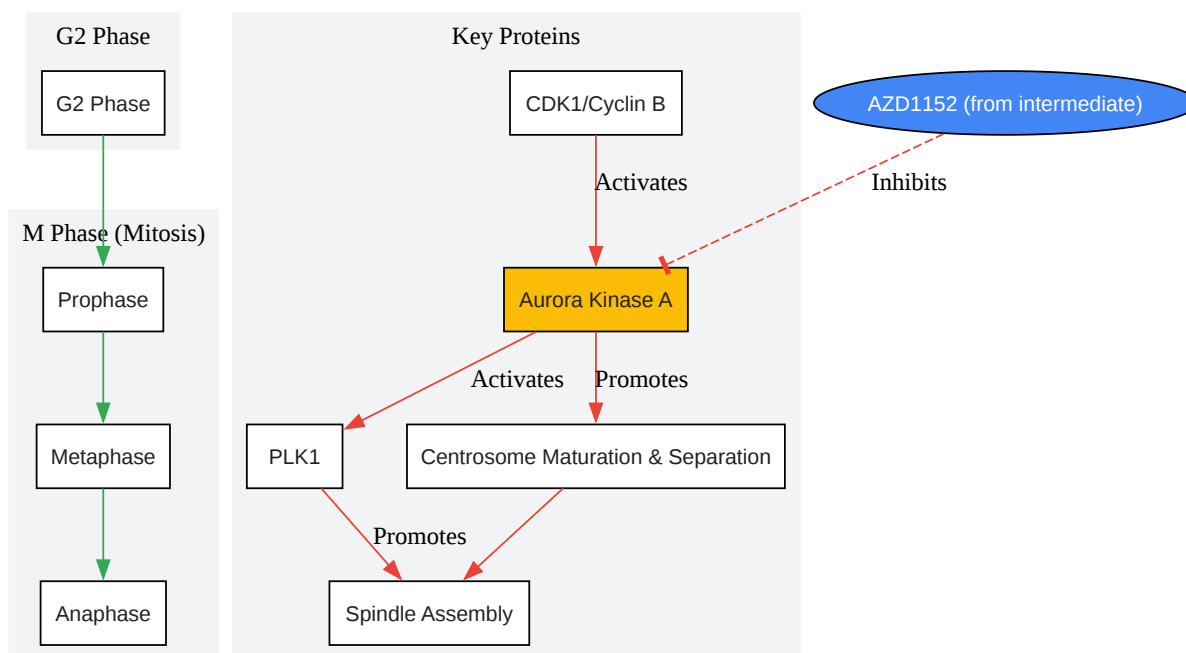 G2 Phase
G2 Phase
M Phase (Mitosis)
Prophase
Metaphase
Anaphase
Key Proteins
CDK1/Cyclin B
AZD1152 (from intermediate)
Activates
Inhibits
Aurora Kinase A
Activates
Promotes
PLK1
Centrosome Maturation & Separation
Promotes
Spindle Assembly